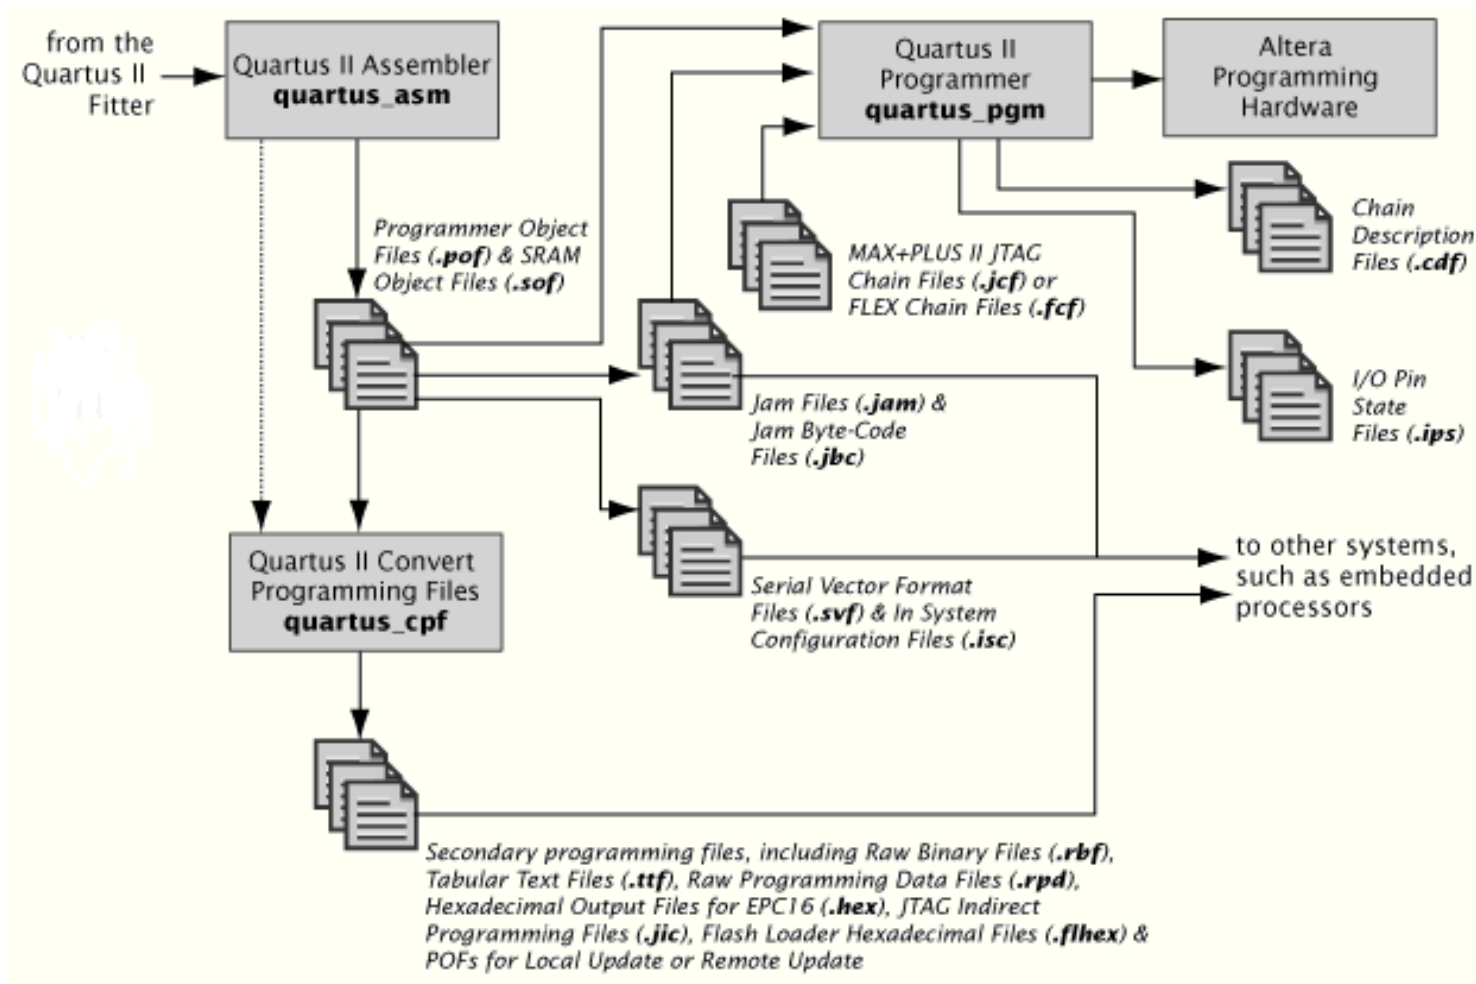 from the
Quartus II
Fitter
Quartus II Assembler
quartus_asm
Quartus II
Programmer
quartus_pgm
Altera
Programming
Hardware
Programmer Object
Files (.pof) & SRAM
Object Files (.sof)
MAX+PLUS II JTAG
Chain Files (.jcf) or
FLEX Chain Files (.fcf)
Chain
Description
Files (.cdf)
I/O Pin
State
Files (.ips)
Jam Files (.jam) &
Jam Byte-Code
Files (.jbc)
Quartus II Convert
Programming Files
quartus_cpf
Serial Vector Format
Files (.svf) & In System
Configuration Files (.isc)
to other systems,
such as embedded
processors
Secondary programming files, including Raw Binary Files (.rbf),
Tabular Text Files (.ttf), Raw Programming Data Files (.rpd),
Hexadecimal Output Files for EPC16 (.hex), JTAG Indirect
Programming Files (.jic), Flash Loader Hexadecimal Files (.flhex) &
POFs for Local Update or Remote Update